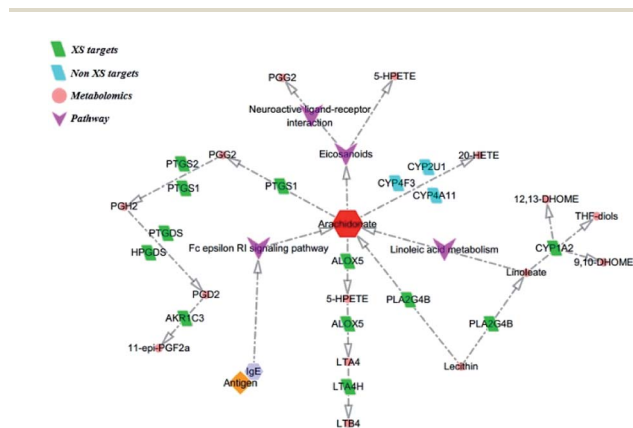 XS targets
Non XS targets
Metabolomics
Pathway
PGG2
5-HPETE
Neuroactive ligand-receptor
interaction
Eicosanoids
20-HETE
CYP2U1
CYP4F3
CYP4A11
PGG2
PTGS2
PTGS1
PTGS1
PGH2
12,13-DHOME
THF-diols
Arachidonate
PTGDS
HPGDS
Fc epsilon RI signaling pathway
Linoleic acid metabolism
CYP1A2
9,10-DHOME
ALOX5
Linoleate
PGD2
5-HPETE
PLA2G4B
AKR1C3
ALOX5
PLA2G4B
11-epi-PGF2a
LTA4
Lecithin
IgE
Antigen
LTA4H
LTB4